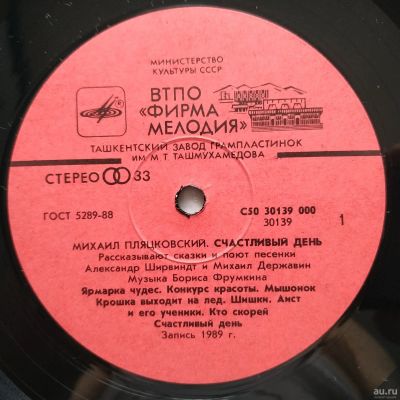 МИНИСТЕРСТВО
КУЛЬТУРЫ СССР
ВТПО
«ФИРМА
МЕЛОДИЯ»
ТАШКЕНТСКИЙ ЗАВОД ГРАМПЛАСТИНОК
ИМ М Т ТАШМУХАМЕДОВА
СТЕРЕО 33
ГОСТ 5289-88
С50 30139 000
30139
1
МИХАИЛ ПЛЯЦКОВСКИЙ. СЧАСТЛИВЫЙ ДЕНЬ
Рассказывают сказки и поют песенки
Александр Ширвиндт и Михаил Державин
Музыка Бориса Фрумкина
Ярмарка чудес. Конкурс красоты. Мышонок
Крошка выходит на лед. Шишки. Аист
и его ученики. Кто скорей
Счастливый день
Запись 1989 г.
au.ru